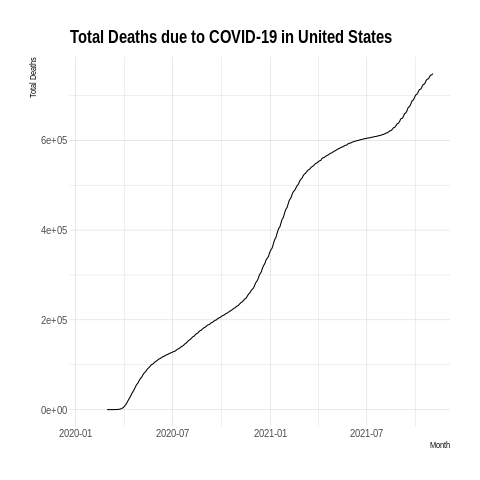 Total Deaths due to COVID-19 in United States
Total Deaths
6e+05
4e+05
2e+05
0e+00
2020-01 2020-07 2021-01 2021-07
Month